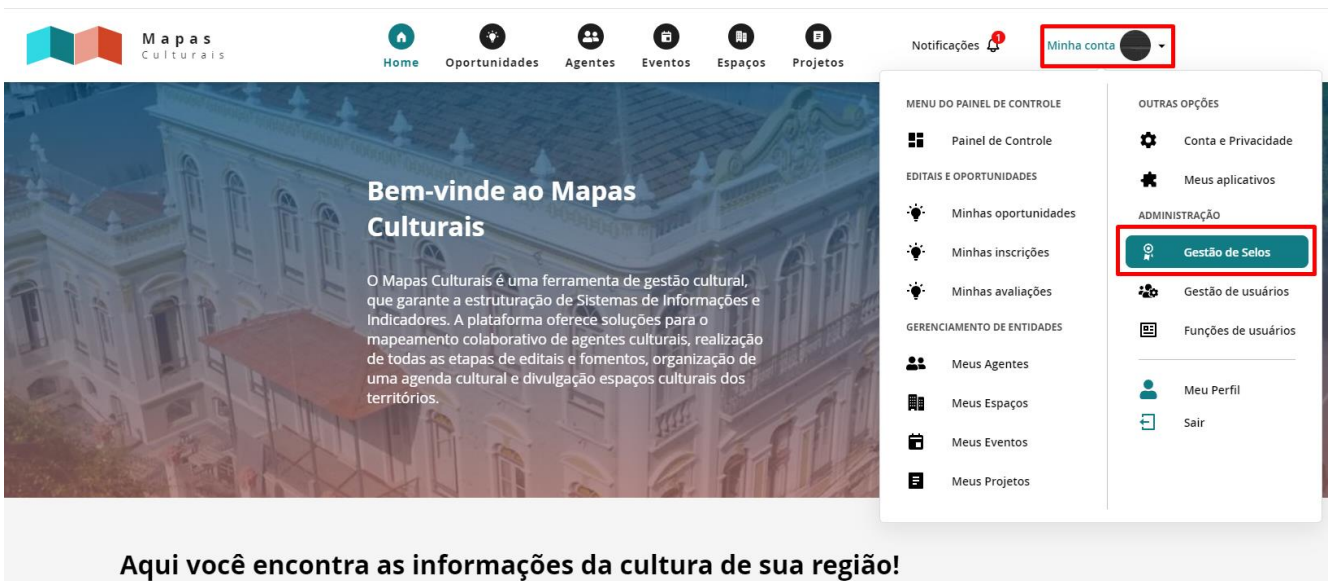 Mapas
Culturais
Home
Oportunidades
Agentes
Eventos
Espaços
Projetos
Notificações
1
Minha conta
Bem-vinde ao Mapas
Culturais
O Mapas Culturais é uma ferramenta de gestão cultural,
que garante a estruturação de Sistemas de Informações e
Indicadores. A plataforma oferece soluções para o
mapeamento colaborativo de agentes culturais, realização
de todas as etapas de editais e fomentos, organização de
uma agenda cultural e divulgação espaços culturais dos
territórios.
MENU DO PAINEL DE CONTROLE
Painel de Controle
EDITAIS E OPORTUNIDADES
Minhas oportunidades
Minhas inscrições
Minhas avaliações
GERENCIAMENTO DE ENTIDADES
Meus Agentes
Meus Espaços
Meus Eventos
Meus Projetos
OUTRAS OPÇÕES
Conta e Privacidade
Meus aplicativos
ADMINISTRAÇÃO
Gestão de Selos
Gestão de usuários
Funções de usuários
Meu Perfil
Sair
Aqui você encontra as informações da cultura de sua região!